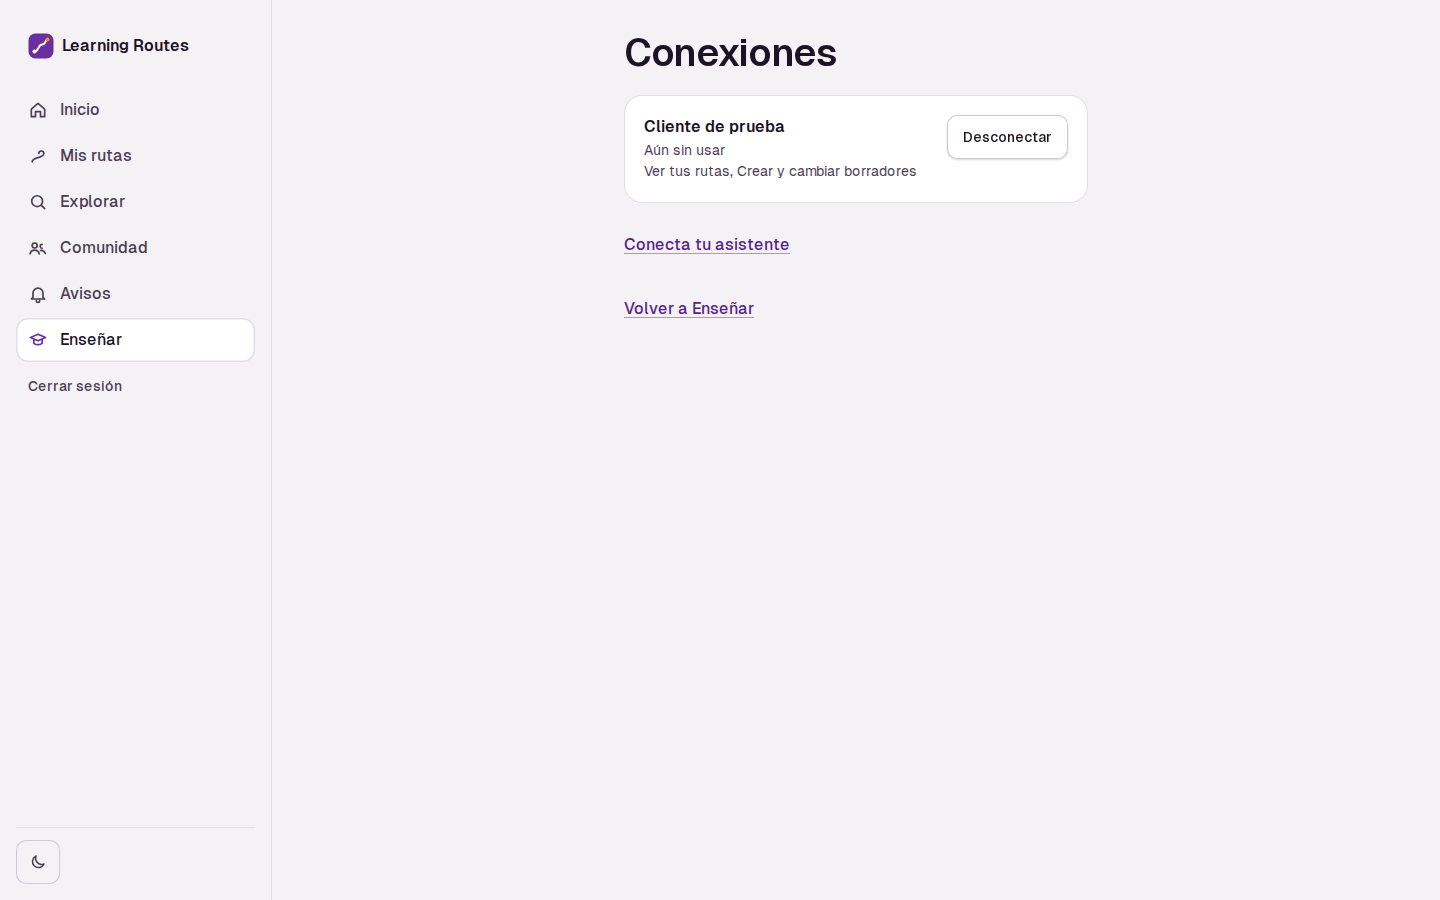 Learning Routes
Inicio
Mis rutas
Explorar
Comunidad
Avisos
Enseñar
Cerrar sesión
Conexiones
Cliente de prueba
Aún sin usar
Ver tus rutas, Crear y cambiar borradores
Desconectar
Conecta tu asistente
Volver a Enseñar